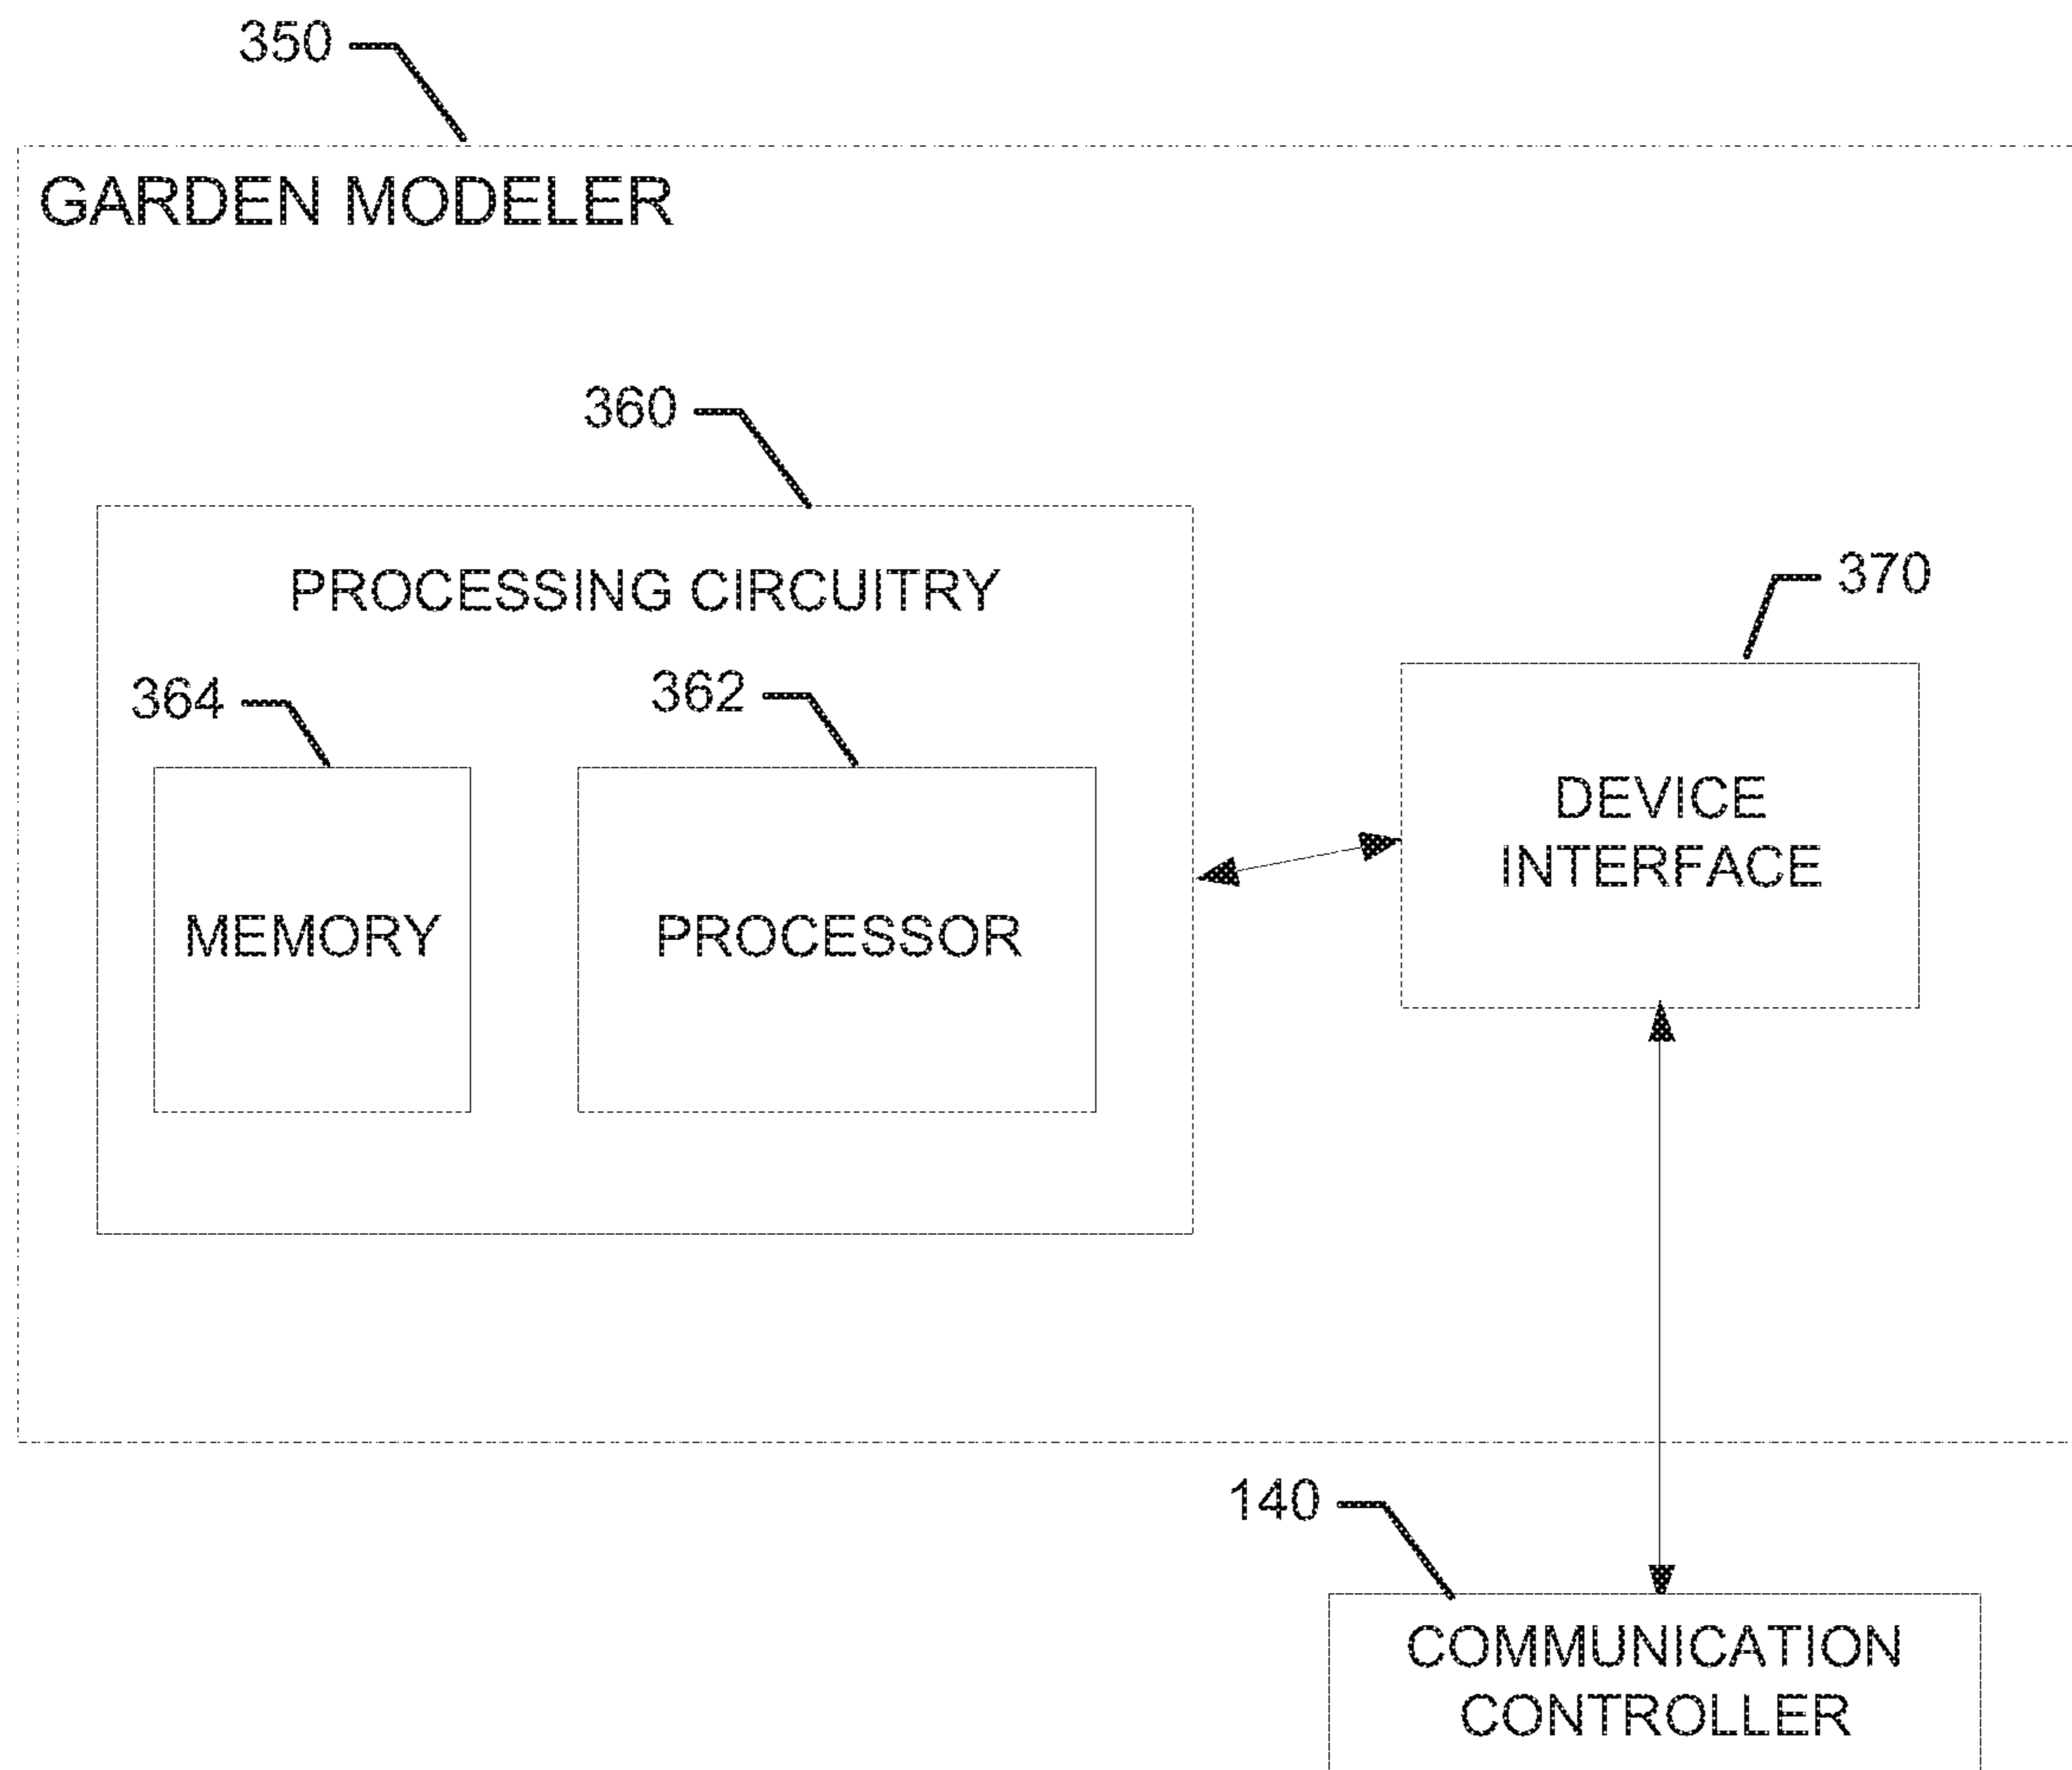 350
GARDEN MODELER
360
PROCESSING CIRCUITRY
370
364
362
DEVICE
INTERFACE
MEMORY
PROCESSOR
140
COMMUNICATION
CONTROLLER